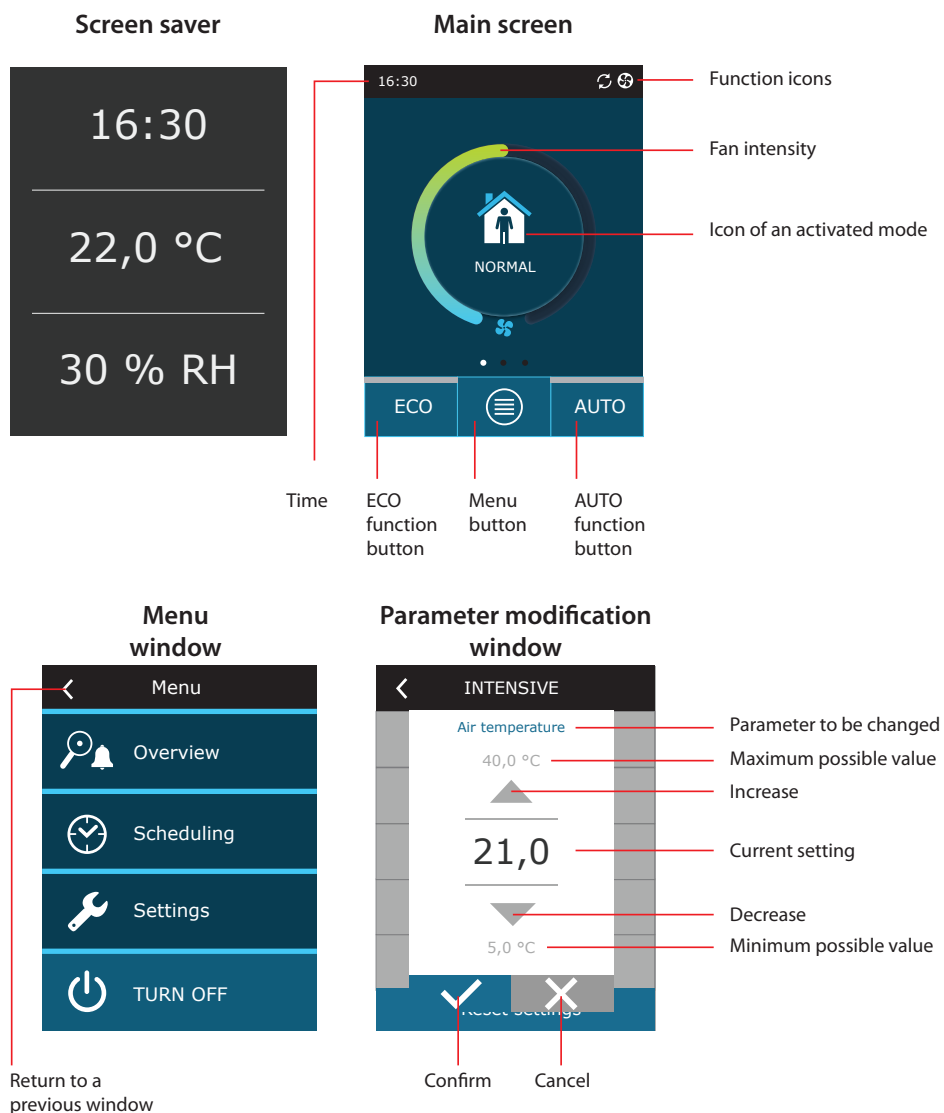 Screen saver
Main screen
16:30
22,0 °C
30 % RH
16:30
NORMAL
ECO
AUTO
Function icons
Fan intensity
Icon of an activated mode
Time
ECO
function
button
Menu
button
AUTO
function
button
Menu
window
Parameter modification
window
Menu
Overview
Scheduling
Settings
TURN OFF
Return to a
previous window
INTENSIVE
Air temperature
40,0 °C
21,0
5,0 °C
Reset settings
Parameter to be changed
Maximum possible value
Increase
Current setting
Decrease
Minimum possible value
Confirm
Cancel